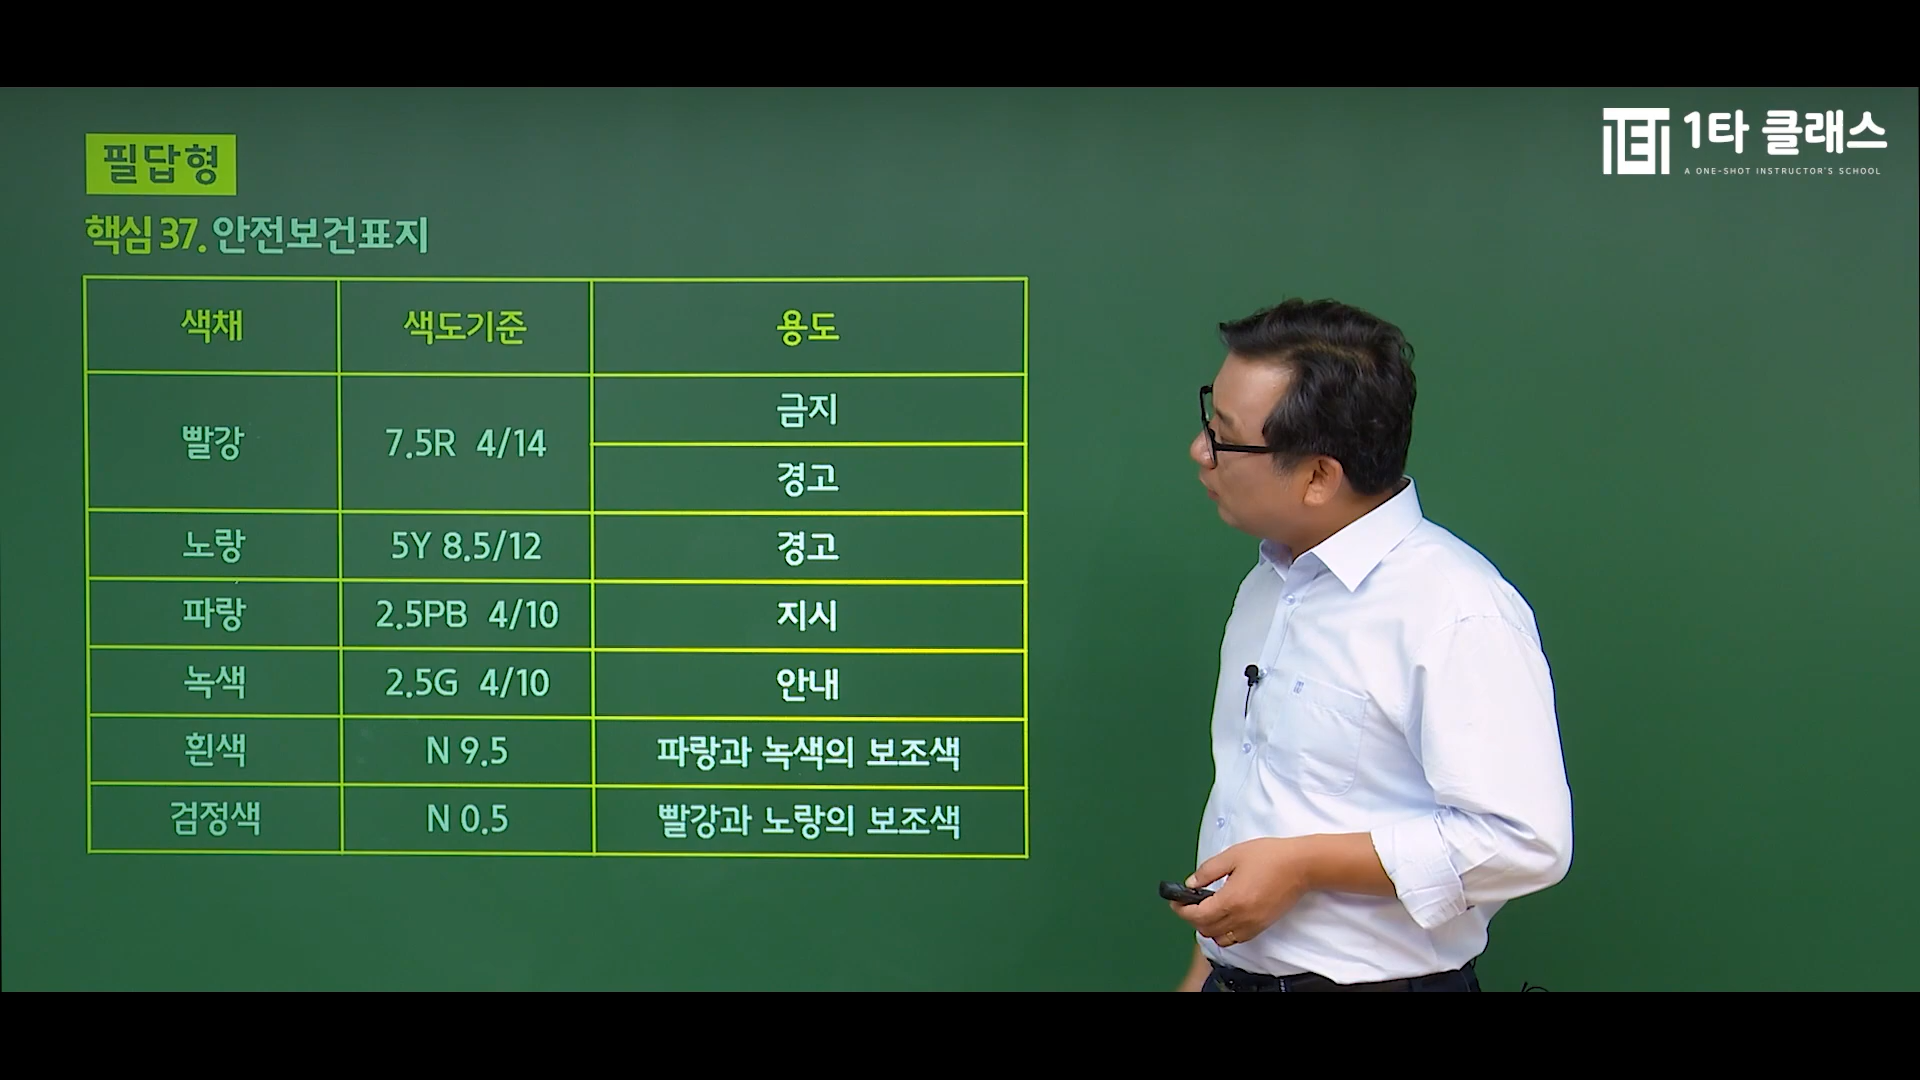 1타 클래스
A ONE-SHOT INSTRUCTOR'S SCHOOL
필답형
핵심 37. 안전보건표지
색채 색도기준 용도
빨강 7.5R 4/14 금지
경고
노랑 5Y 8.5/12 경고
파랑 2.5PB 4/10 지시
녹색 2.5G 4/10 안내
흰색 N 9.5 파랑과 녹색의 보조색
검정색 N 0.5 빨강과 노랑의 보조색